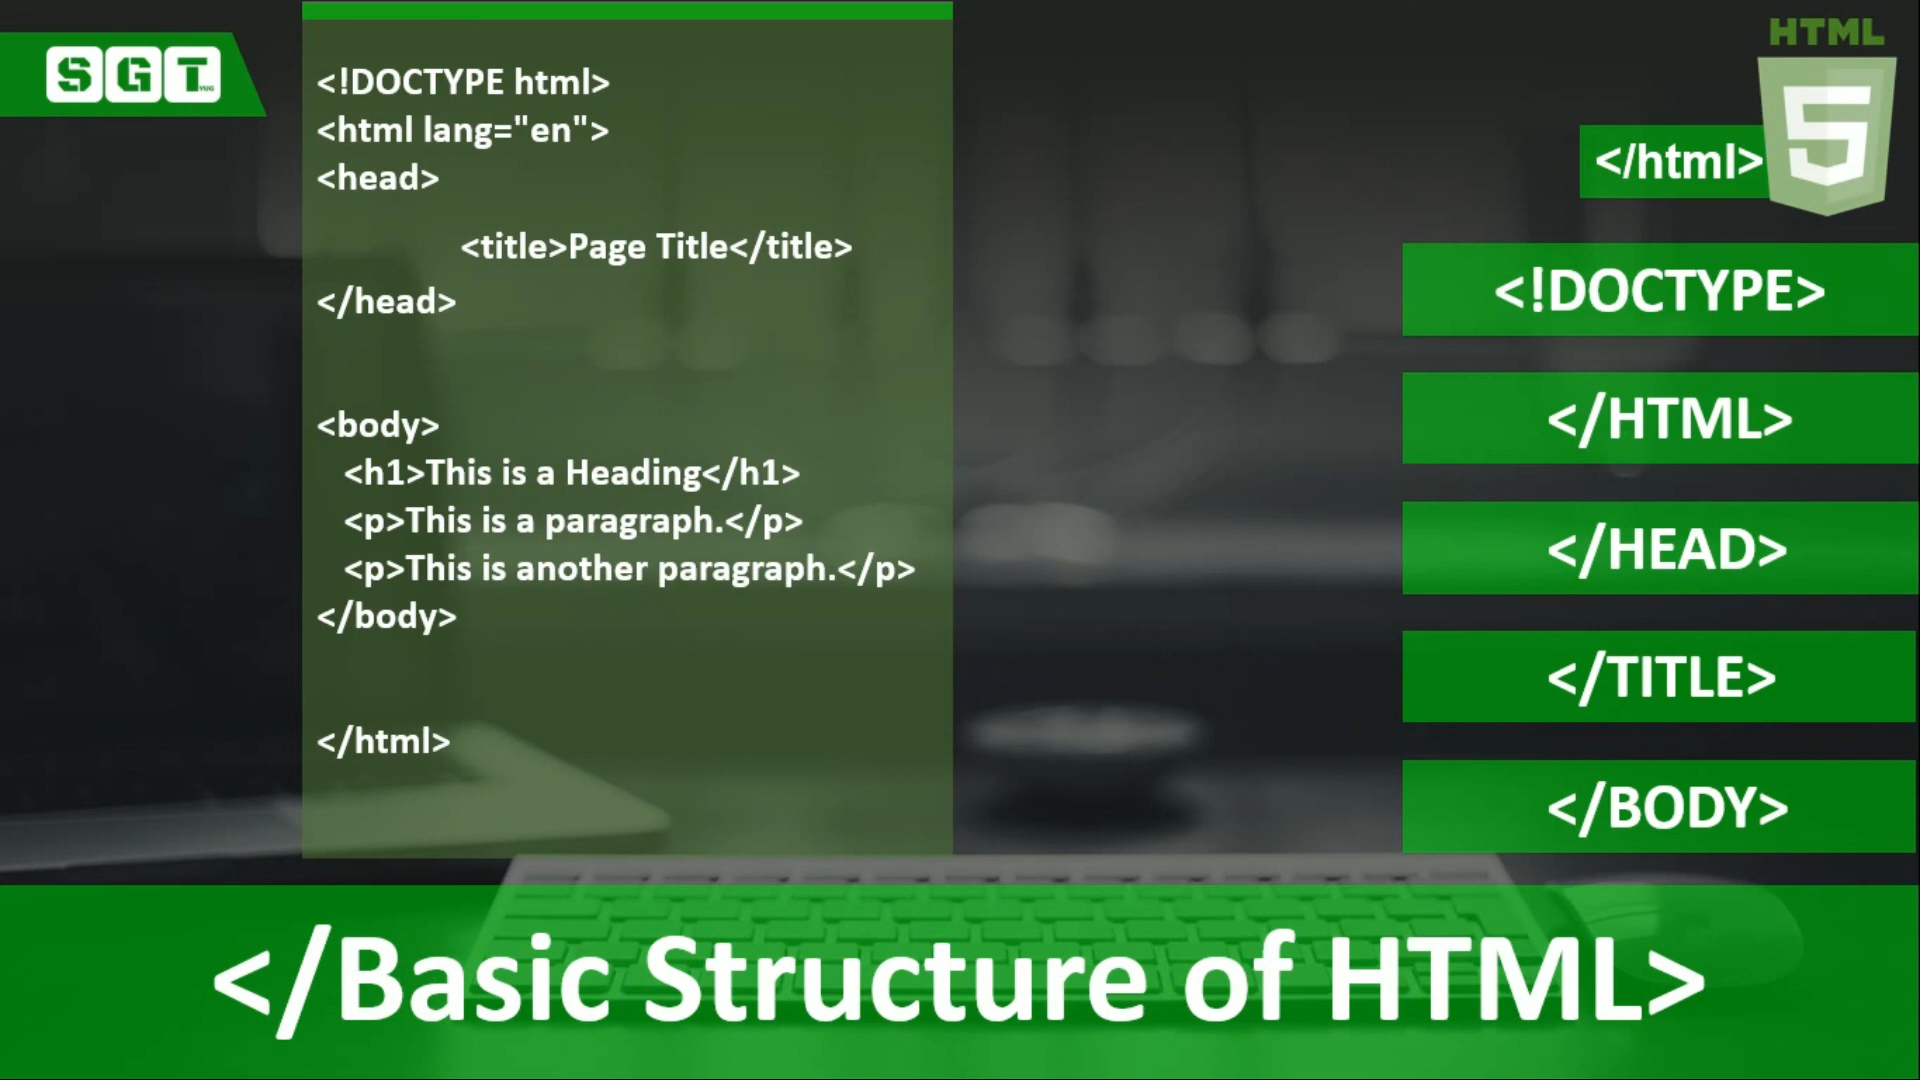 SGT
YUG
<!DOCTYPE html>
<html lang="en">
<head>
<title>Page Title</title>
</head>
<body>
<h1>This is a Heading</h1>
<p>This is a paragraph.</p>
<p>This is another paragraph.</p>
</body>
</html>
HTML
5
</html>
<!DOCTYPE>
</HTML>
</HEAD>
</TITLE>
</BODY>
</Basic Structure of HTML>